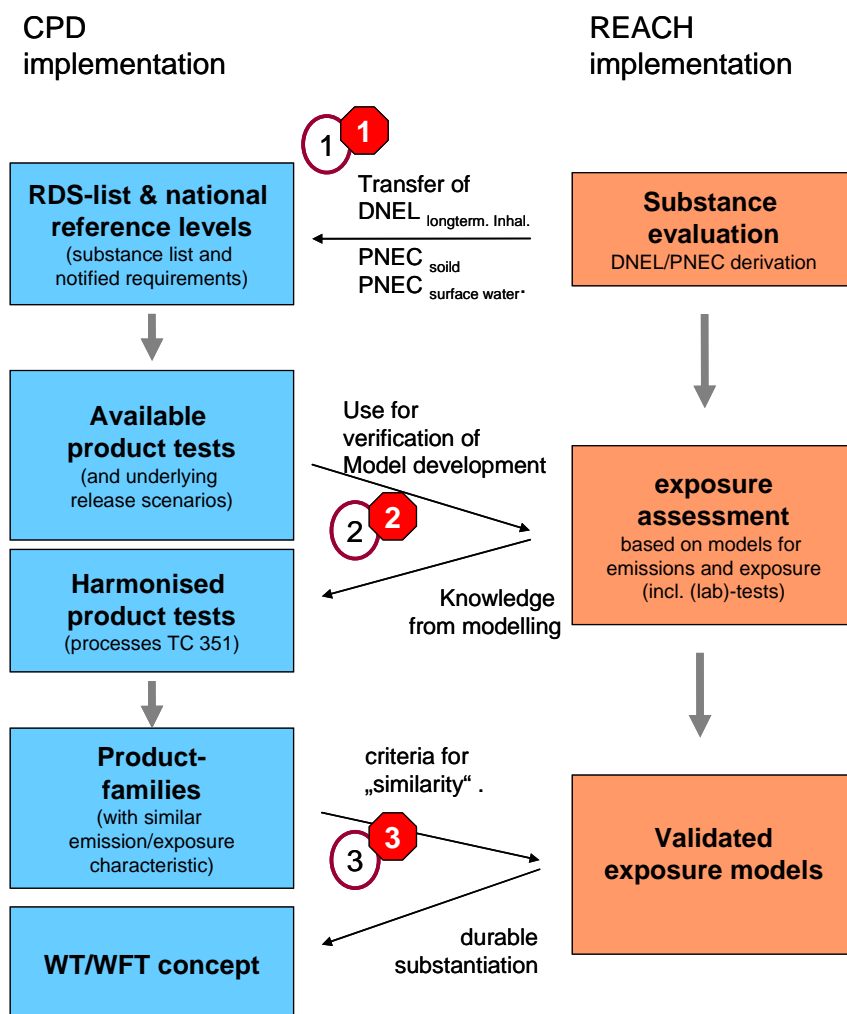 CPD
implementation
REACH
implementation
1
1
RDS-list & national
reference levels
(substance list and
notified requirements)
Transfer of
DNEL longterm. Inhal.
PNEC soild
PNEC surface water.
Substance
evaluation
DNEL/PNEC derivation
Available
product tests
(and underlying
release scenarios)
Use for
verification of
Model development
2
2
exposure
assessment
based on models for
emissions and exposure
(incl. (lab)-tests)
Harmonised
product tests
(processes TC 351)
Knowledge
from modelling
Product-
families
(with similar
emission/exposure
characteristic)
criteria for
„similarity“ .
3
3
Validated
exposure models
WT/WFT concept
durable
substantiation